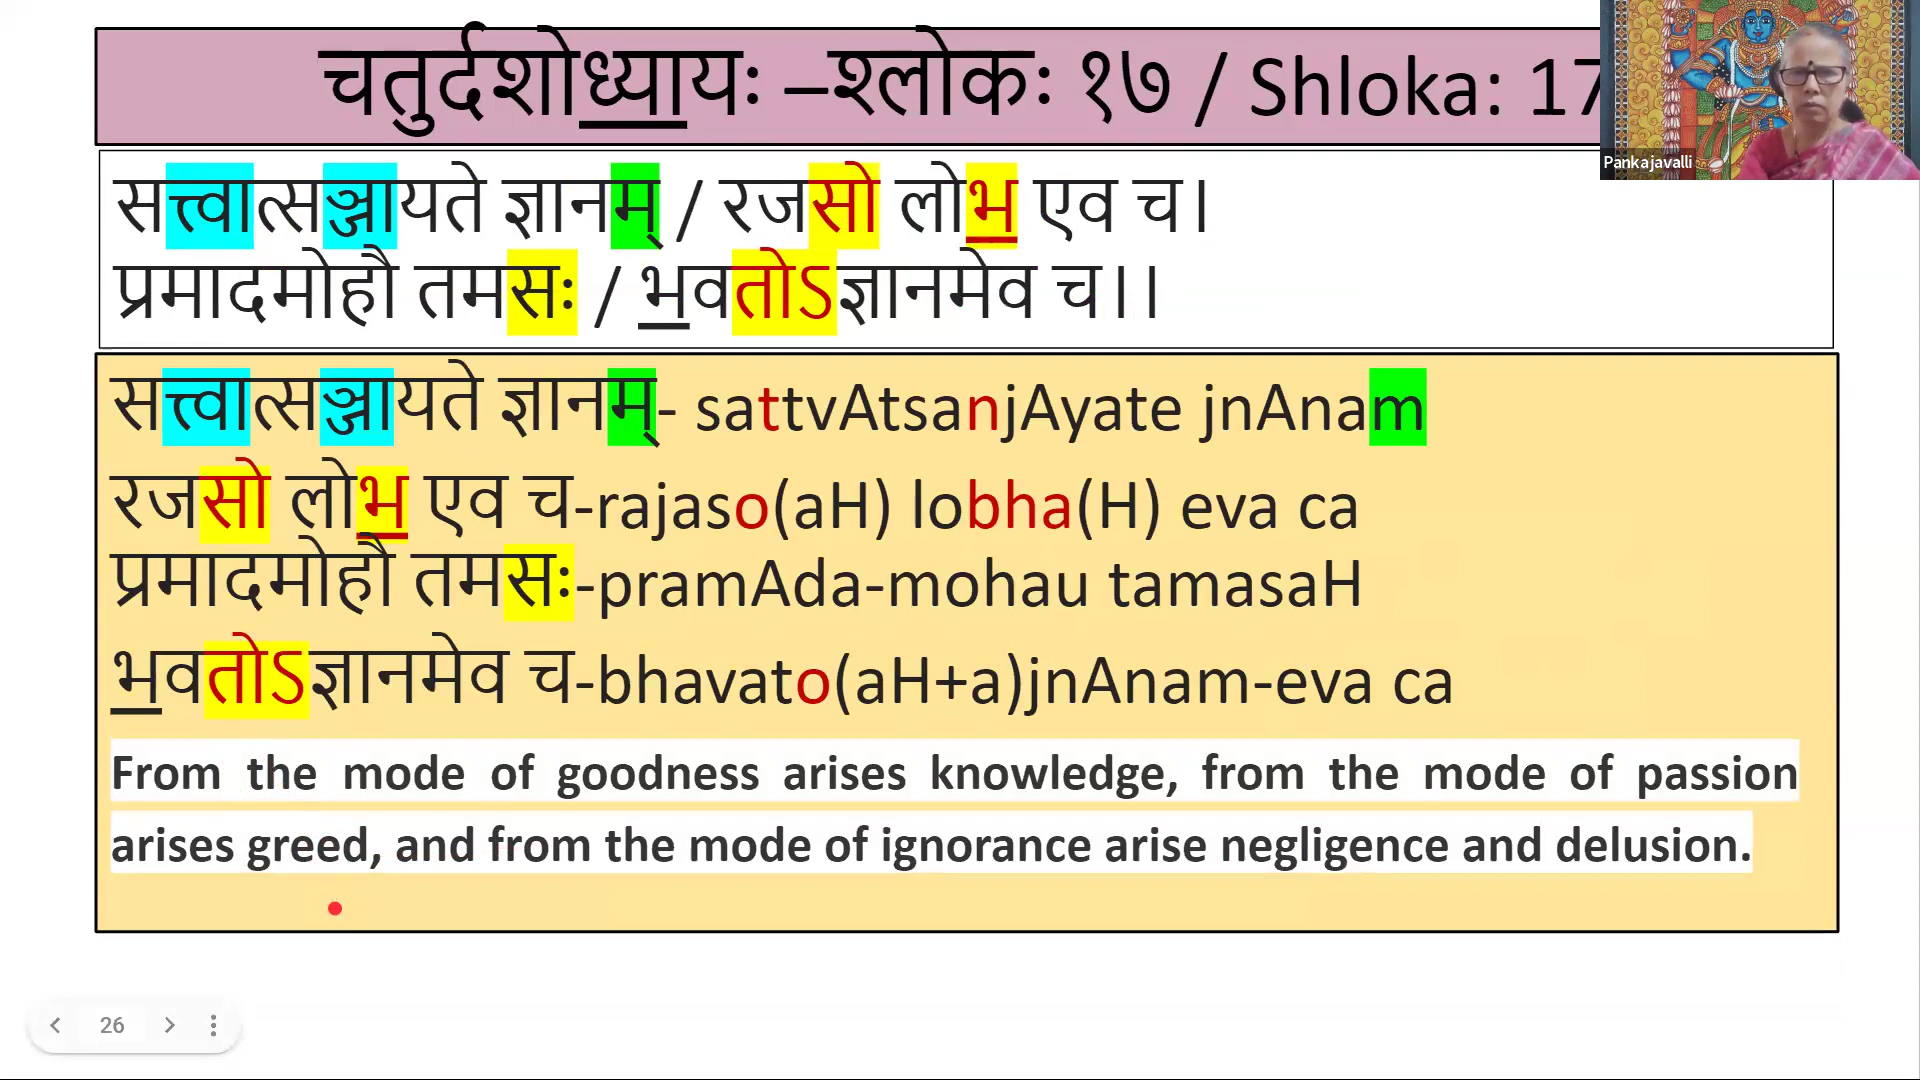 चतुर्दशोध्यायः –श्लोकः १७ / Shloka: 17
Pankajavalli
सत्त्वात्सञ्जायते ज्ञानम् / रजसो लोभ एव च।
प्रमादमोहौ तमसः / भवतोऽज्ञानमेव च।।
सत्त्वात्सञ्जायते ज्ञानम्- sattvAtsanjAyate jnAnam
रजसो लोभ एव च-rajaso(aH) lobha(H) eva ca
प्रमादमोहौ तमसः-pramAda-mohau tamasaH
भवतोऽज्ञानमेव च-bhavato(aH+a)jnAnam-eva ca
From the mode of goodness arises knowledge, from the mode of passion
arises greed, and from the mode of ignorance arise negligence and delusion.
26